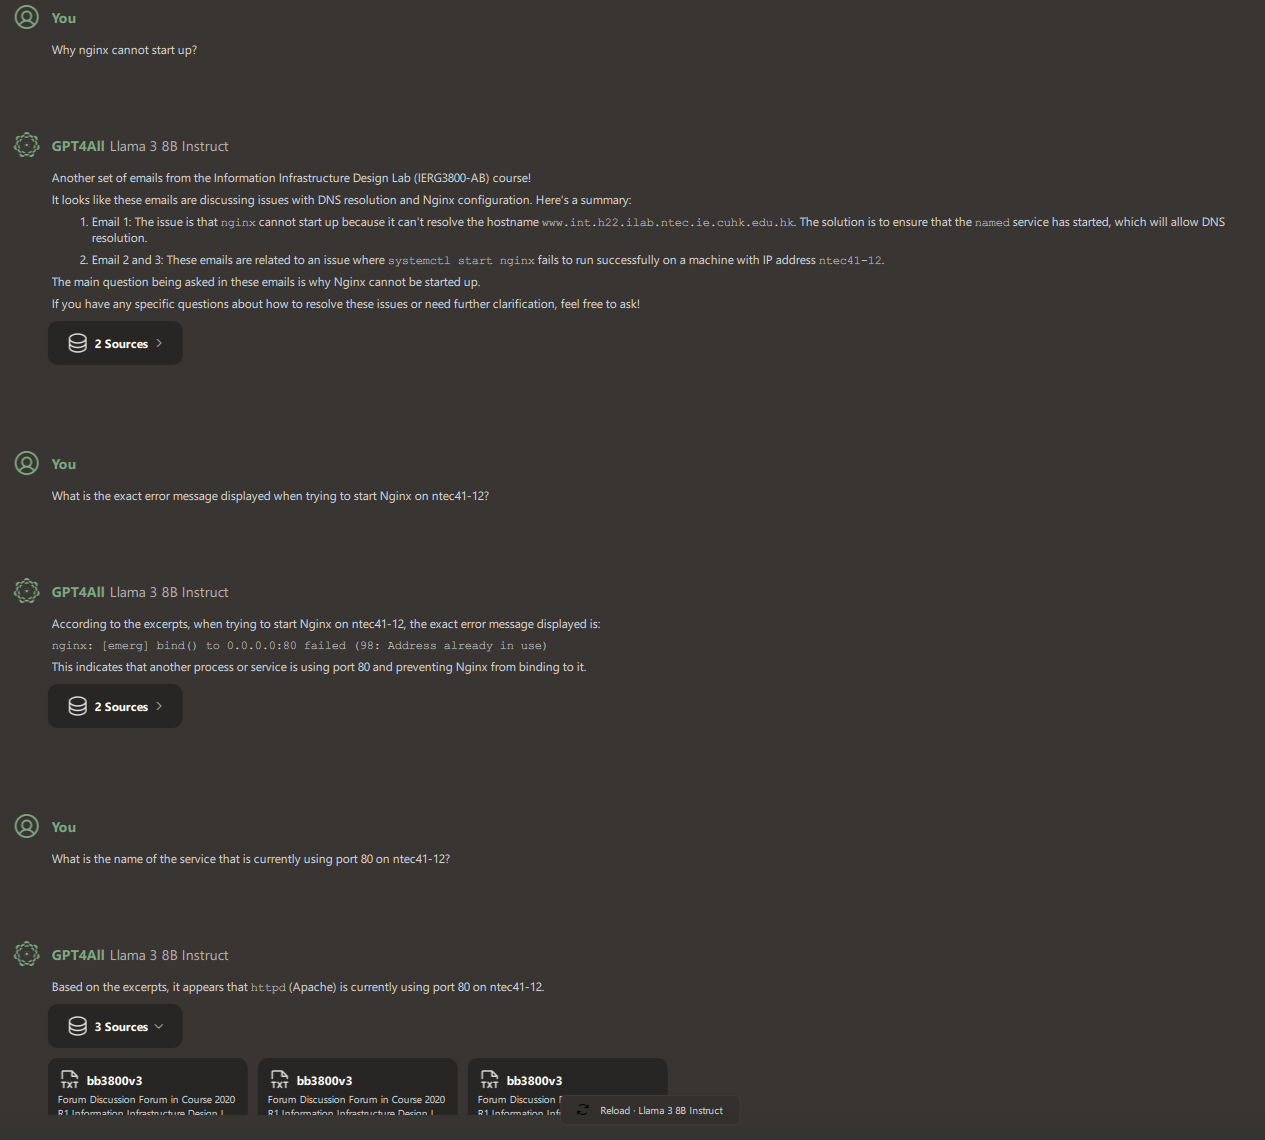 You
Why nginx cannot start up?
GPT4All Llama 3 8B Instruct
Another set of emails from the Information Infrastructure Design Lab (IERG3800-AB) course!
It looks like these emails are discussing issues with DNS resolution and Nginx configuration. Here's a summary:
1. Email 1: The issue is that nginx cannot start up because it can't resolve the hostname www.int.h22.ilab.ntec.ie.cuhk.edu.hk. The solution is to ensure that the named service has started, which will allow DNS
resolution.
2. Email 2 and 3: These emails are related to an issue where systemctl start nginx fails to run successfully on a machine with IP address ntec41-12.
The main question being asked in these emails is why Nginx cannot be started up.
If you have any specific questions about how to resolve these issues or need further clarification, feel free to ask!
2 Sources
You
What is the exact error message displayed when trying to start Nginx on ntec41-12?
GPT4All Llama 3 8B Instruct
According to the excerpts, when trying to start Nginx on ntec41-12, the exact error message displayed is:
nginx: [emerg] bind() to 0.0.0.0:80 failed (98: Address already in use)
This indicates that another process or service is using port 80 and preventing Nginx from binding to it.
2 Sources
You
What is the name of the service that is currently using port 80 on ntec41-12?
GPT4All Llama 3 8B Instruct
Based on the excerpts, it appears that httpd (Apache) is currently using port 80 on ntec41-12.
3 Sources
TXT bb3800v3
Forum Discussion Forum in Course 2020
R1 Information Infrastructure Design L
TXT bb3800v3
Forum Discussion Forum in Course 2020
R1 Information Infrastructure Design L
TXT bb3800v3
Forum Discussion F
R1 Information Inf
Reload · Llama 3 8B Instruct